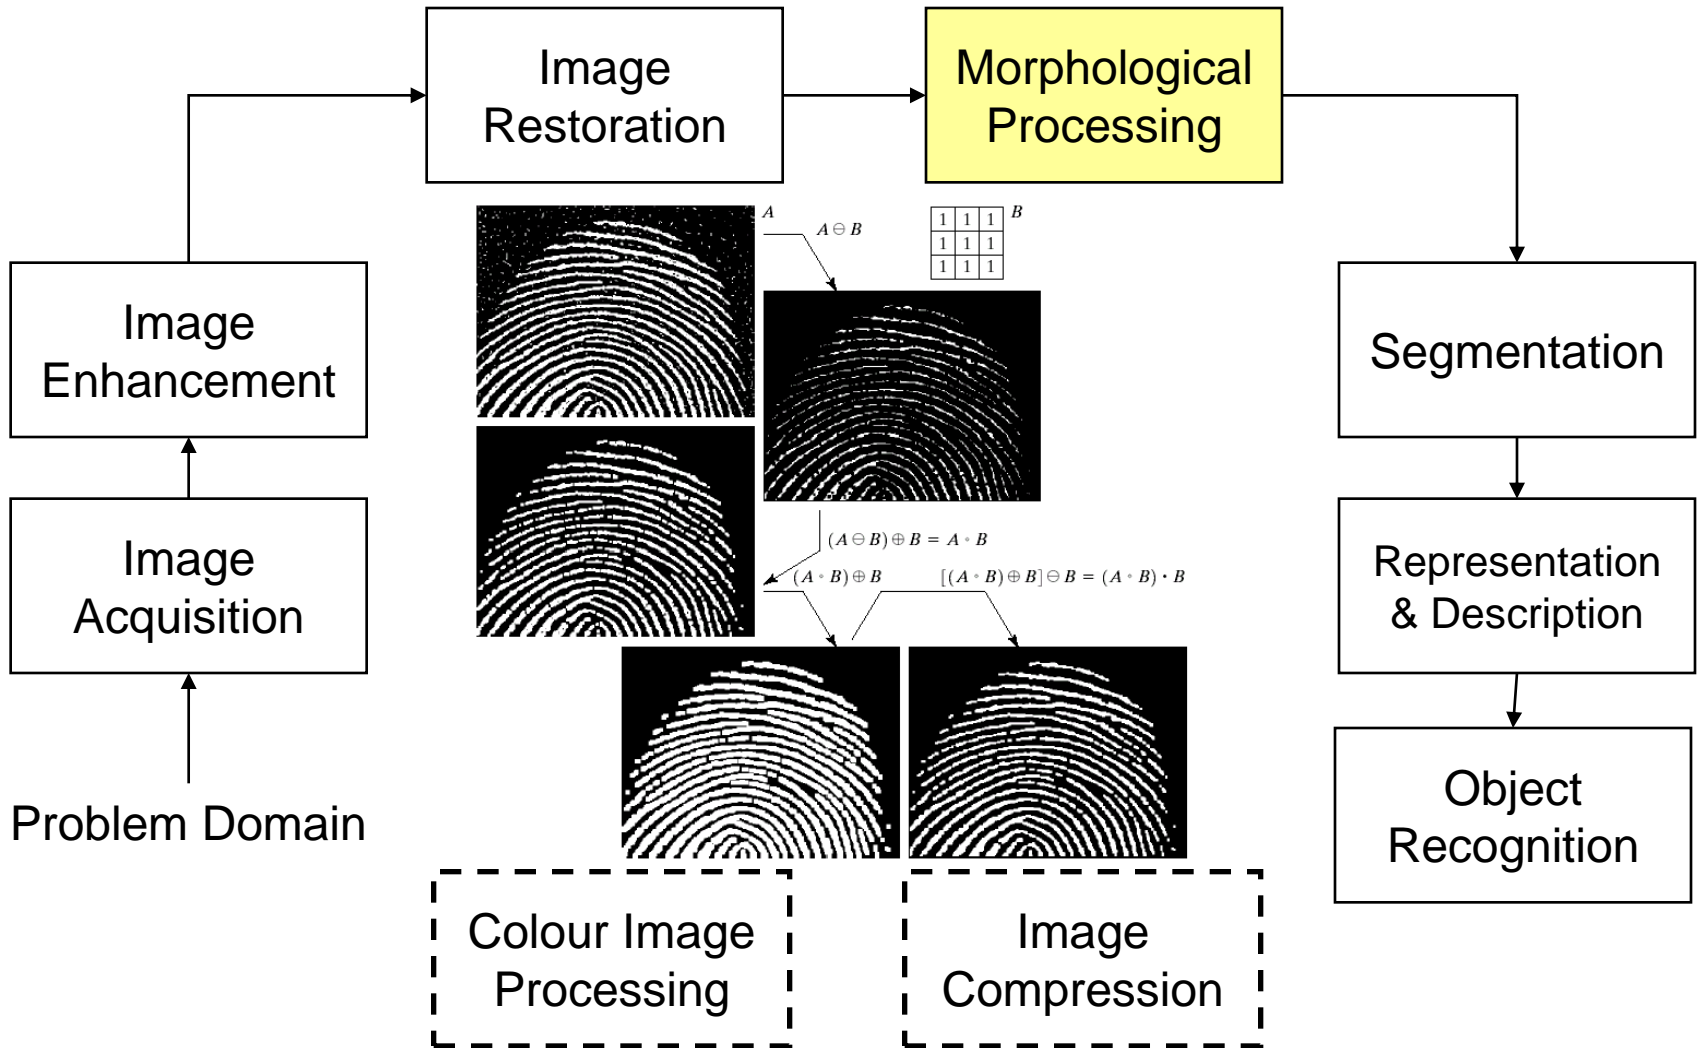 Image
Restoration
Morphological
Processing
A
A ⊖ B
1 1 1
1 1 1
1 1 1
B
Image
Enhancement
Segmentation
(A ⊖ B) ⊕ B = A ∘ B
(A ∘ B) ⊕ B
[(A ∘ B) ⊕ B] ⊖ B = (A ∘ B) • B
Image
Acquisition
Representation
& Description
Problem Domain
Object
Recognition
Colour Image
Processing
Image
Compression